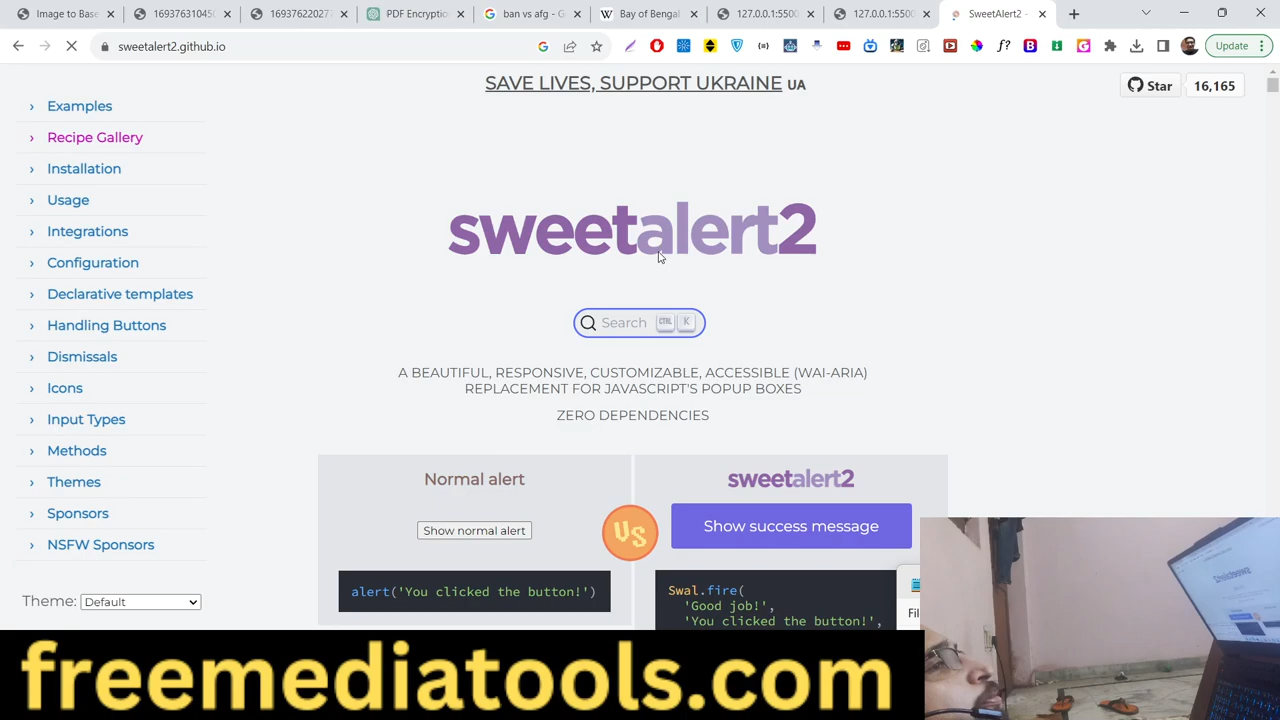 Image to Base
16937631045
16937622027
PDF Encryptio
ban vs afg - G
Bay of Bengal
127.0.0.1:5500
127.0.0.1:5500
SweetAlert2 -
sweetalert2.github.io
Update
SAVE LIVES, SUPPORT UKRAINE UA
Star 16,165
Examples
Recipe Gallery
Installation
Usage
Integrations
Configuration
Declarative templates
Handling Buttons
Dismissals
Icons
Input Types
Methods
Themes
Sponsors
NSFW Sponsors
Theme: Default
sweetalert2
Search CTRL K
A BEAUTIFUL, RESPONSIVE, CUSTOMIZABLE, ACCESSIBLE (WAI-ARIA)
REPLACEMENT FOR JAVASCRIPT'S POPUP BOXES
ZERO DEPENDENCIES
Normal alert
Show normal alert
alert('You clicked the button!')
VS
sweetalert2
Show success message
Swal.fire(
'Good job!',
'You clicked the button!',
Fil
freemediatools.com